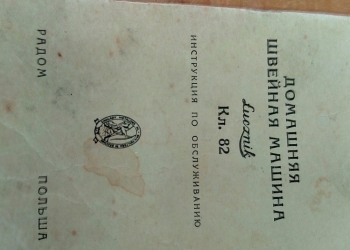 ДОМАШНЯЯ
ШВЕЙНАЯ МАШИНА
Łucznik
Кл. 82
ИНСТРУКЦИЯ ПО ОБСЛУЖИВАНИЮ
РАДОМ ПОЛЬША